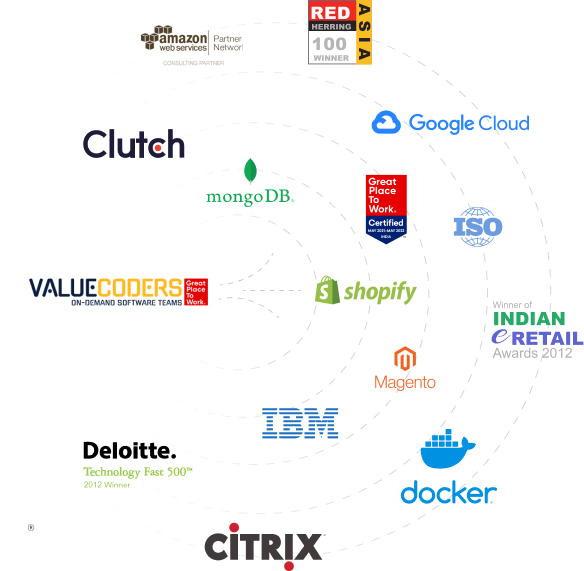 amazon
web services
Partner
Network
CONSULTING PARTNER
RED
HERRING
100
WINNER
ASIA
Google Cloud
Clutch
mongoDB.
Great
Place
To
Work.
Certified
MAY 2021-MAY 2022
INDIA
ISO
VALUECODERS
ON-DEMAND SOFTWARE TEAMS
Great
Place
To
Work.
shopify
Winner of
INDIAN
eRETAIL
Awards 2012
Magento
IBM
Deloitte.
Technology Fast 500™
2012 Winner
docker
CİTRIX